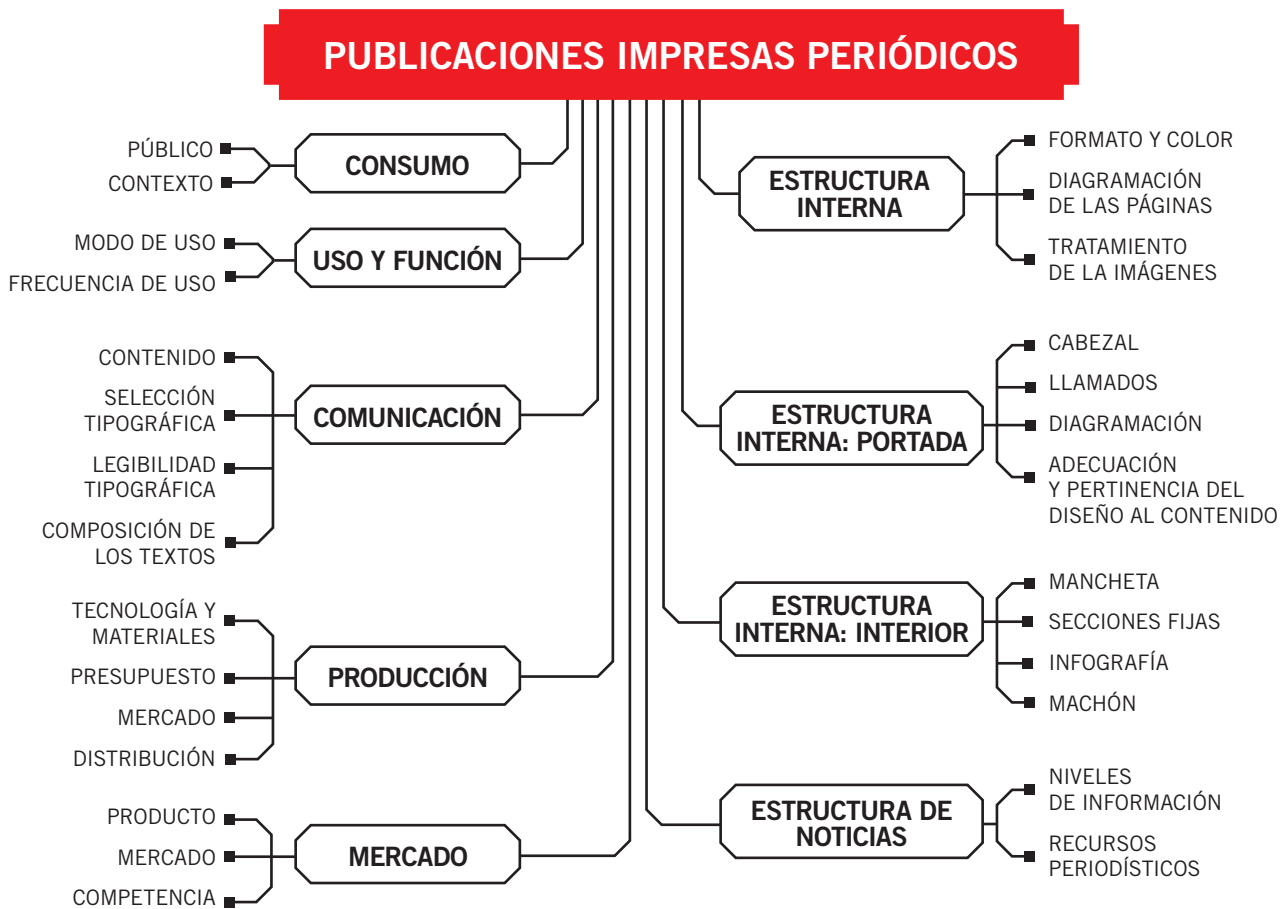 PUBLICACIONES IMPRESAS PERIÓDICOS
CONSUMO
PÚBLICO
CONTEXTO
USO Y FUNCIÓN
MODO DE USO
FRECUENCIA DE USO
COMUNICACIÓN
CONTENIDO
SELECCIÓN
TIPOGRÁFICA
LEGIBILIDAD
TIPOGRÁFICA
COMPOSICIÓN DE
LOS TEXTOS
PRODUCCIÓN
TECNOLOGÍA Y
MATERIALES
PRESUPUESTO
MERCADO
DISTRIBUCIÓN
MERCADO
PRODUCTO
MERCADO
COMPETENCIA
ESTRUCTURA
INTERNA
FORMATO Y COLOR
DIAGRAMACIÓN
DE LAS PÁGINAS
TRATAMIENTO
DE LA IMÁGENES
ESTRUCTURA
INTERNA: PORTADA
CABEZAL
LLAMADOS
DIAGRAMACIÓN
ADECUACIÓN
Y PERTINENCIA DEL
DISEÑO AL CONTENIDO
ESTRUCTURA
INTERNA: INTERIOR
MANCHETA
SECCIONES FIJAS
INFOGRAFÍA
MACHÓN
ESTRUCTURA DE
NOTICIAS
NIVELES
DE INFORMACIÓN
RECURSOS
PERIODÍSTICOS